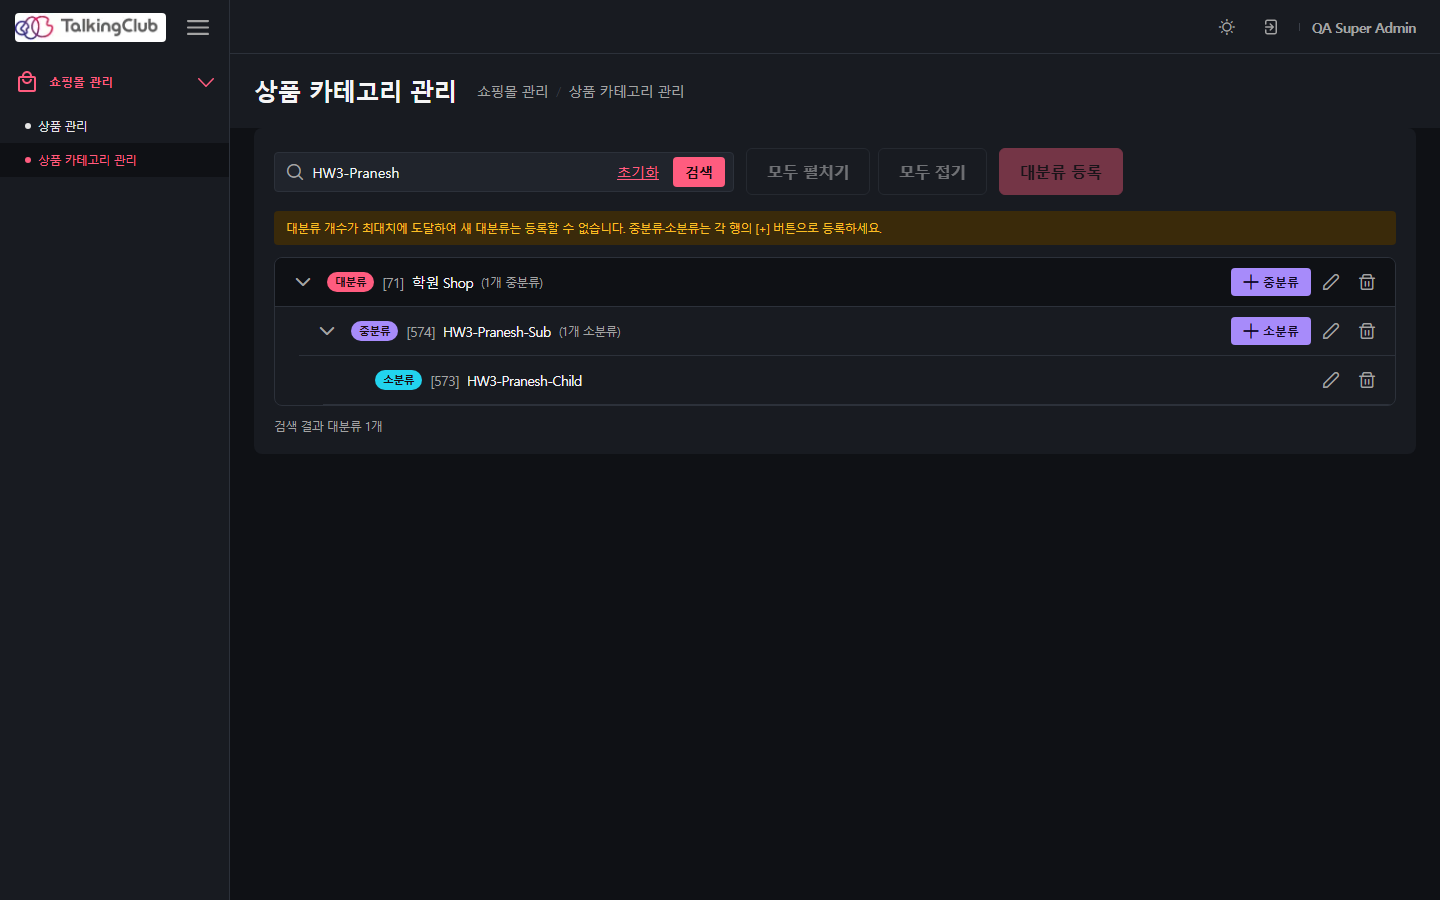 TalkingClub
QA Super Admin
쇼핑몰 관리
상품 관리
상품 카테고리 관리
상품 카테고리 관리
쇼핑몰 관리 / 상품 카테고리 관리
HW3-Pranesh 초기화 검색 모두 펼치기 모두 접기 대분류 등록
대분류 개수가 최대치에 도달하여 새 대분류는 등록할 수 없습니다. 중분류·소분류는 각 행의 [+] 버튼으로 등록하세요.
대분류 [71] 학원 Shop (1개 중분류) + 중분류
중분류 [574] HW3-Pranesh-Sub (1개 소분류) + 소분류
소분류 [573] HW3-Pranesh-Child
검색 결과 대분류 1개